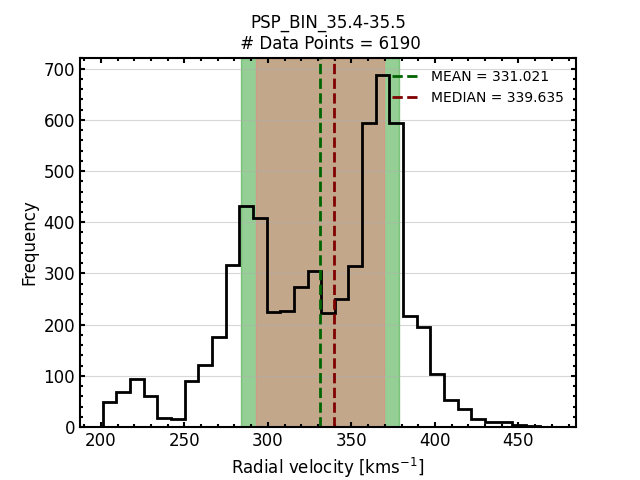 PSP_BIN_35.4-35.5
# Data Points = 6190
700
600
500
400
300
200
100
0
Frequency
MEAN = 331.021
MEDIAN = 339.635
200 250 300 350 400 450
Radial velocity [kms⁻¹]